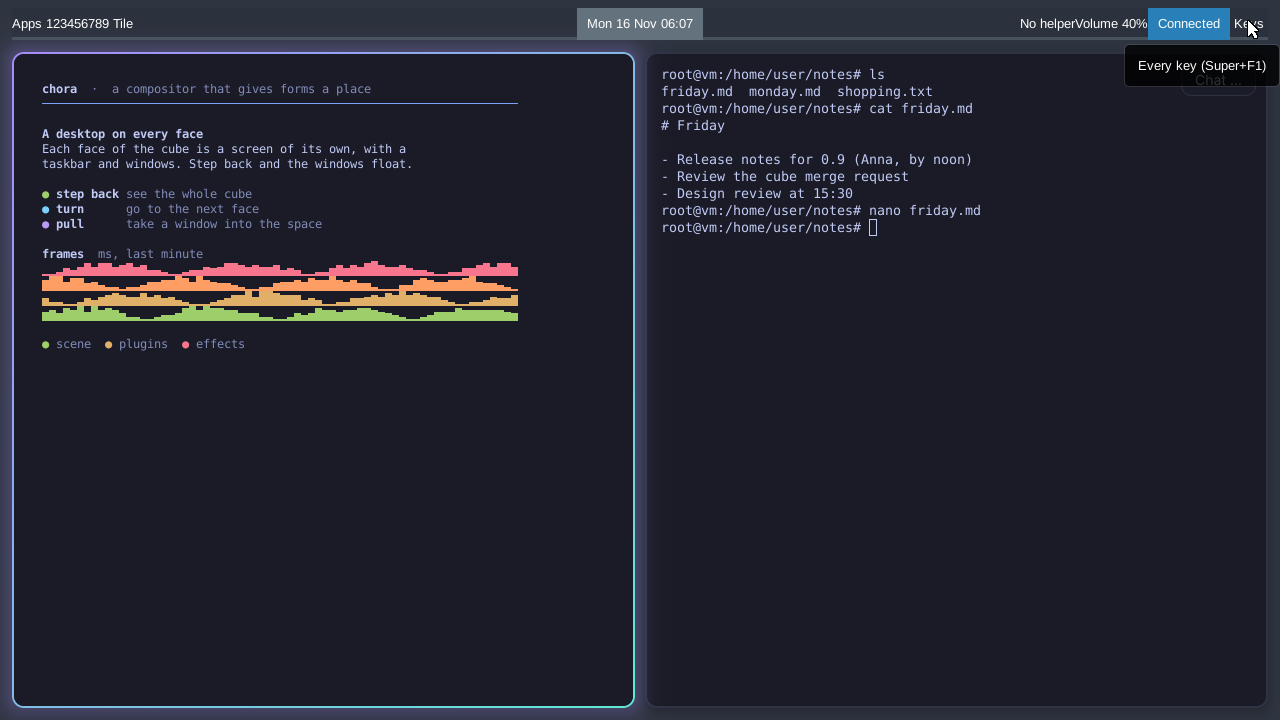 Apps 123456789 Tile
Mon 16 Nov 06:07
No helper Volume 40% Connected Keys
Every key (Super+F1)
Chat ...
chora · a compositor that gives forms a place
A desktop on every face
Each face of the cube is a screen of its own, with a
taskbar and windows. Step back and the windows float.
● step back see the whole cube
● turn go to the next face
● pull take a window into the space
frames ms, last minute
● scene ● plugins ● effects
root@vm:/home/user/notes# ls
friday.md monday.md shopping.txt
root@vm:/home/user/notes# cat friday.md
# Friday
- Release notes for 0.9 (Anna, by noon)
- Review the cube merge request
- Design review at 15:30
root@vm:/home/user/notes# nano friday.md
root@vm:/home/user/notes#